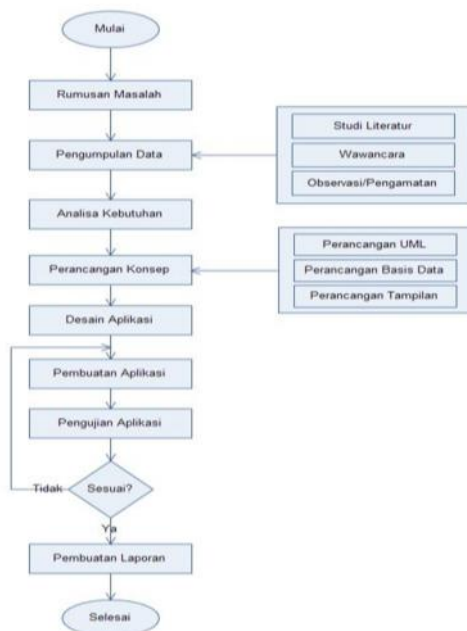 Mulai
Rumusan Masalah
Pengumpulan Data
Studi Literatur
Wawancara
Observasi/Pengamatan
Analisa Kebutuhan
Perancangan Konsep
Perancangan UML
Perancangan Basis Data
Perancangan Tampilan
Desain Aplikasi
Pembuatan Aplikasi
Pengujian Aplikasi
Sesuai?
Tidak
Ya
Pembuatan Laporan
Selesai